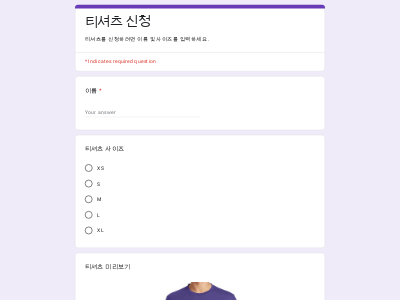 티셔츠 신청
티셔츠를 신청하려면 이름 및 사이즈를 입력하세요.
* Indicates required question
이름 *
Your answer
티셔츠 사이즈
XS
S
M
L
XL
티셔츠 미리보기